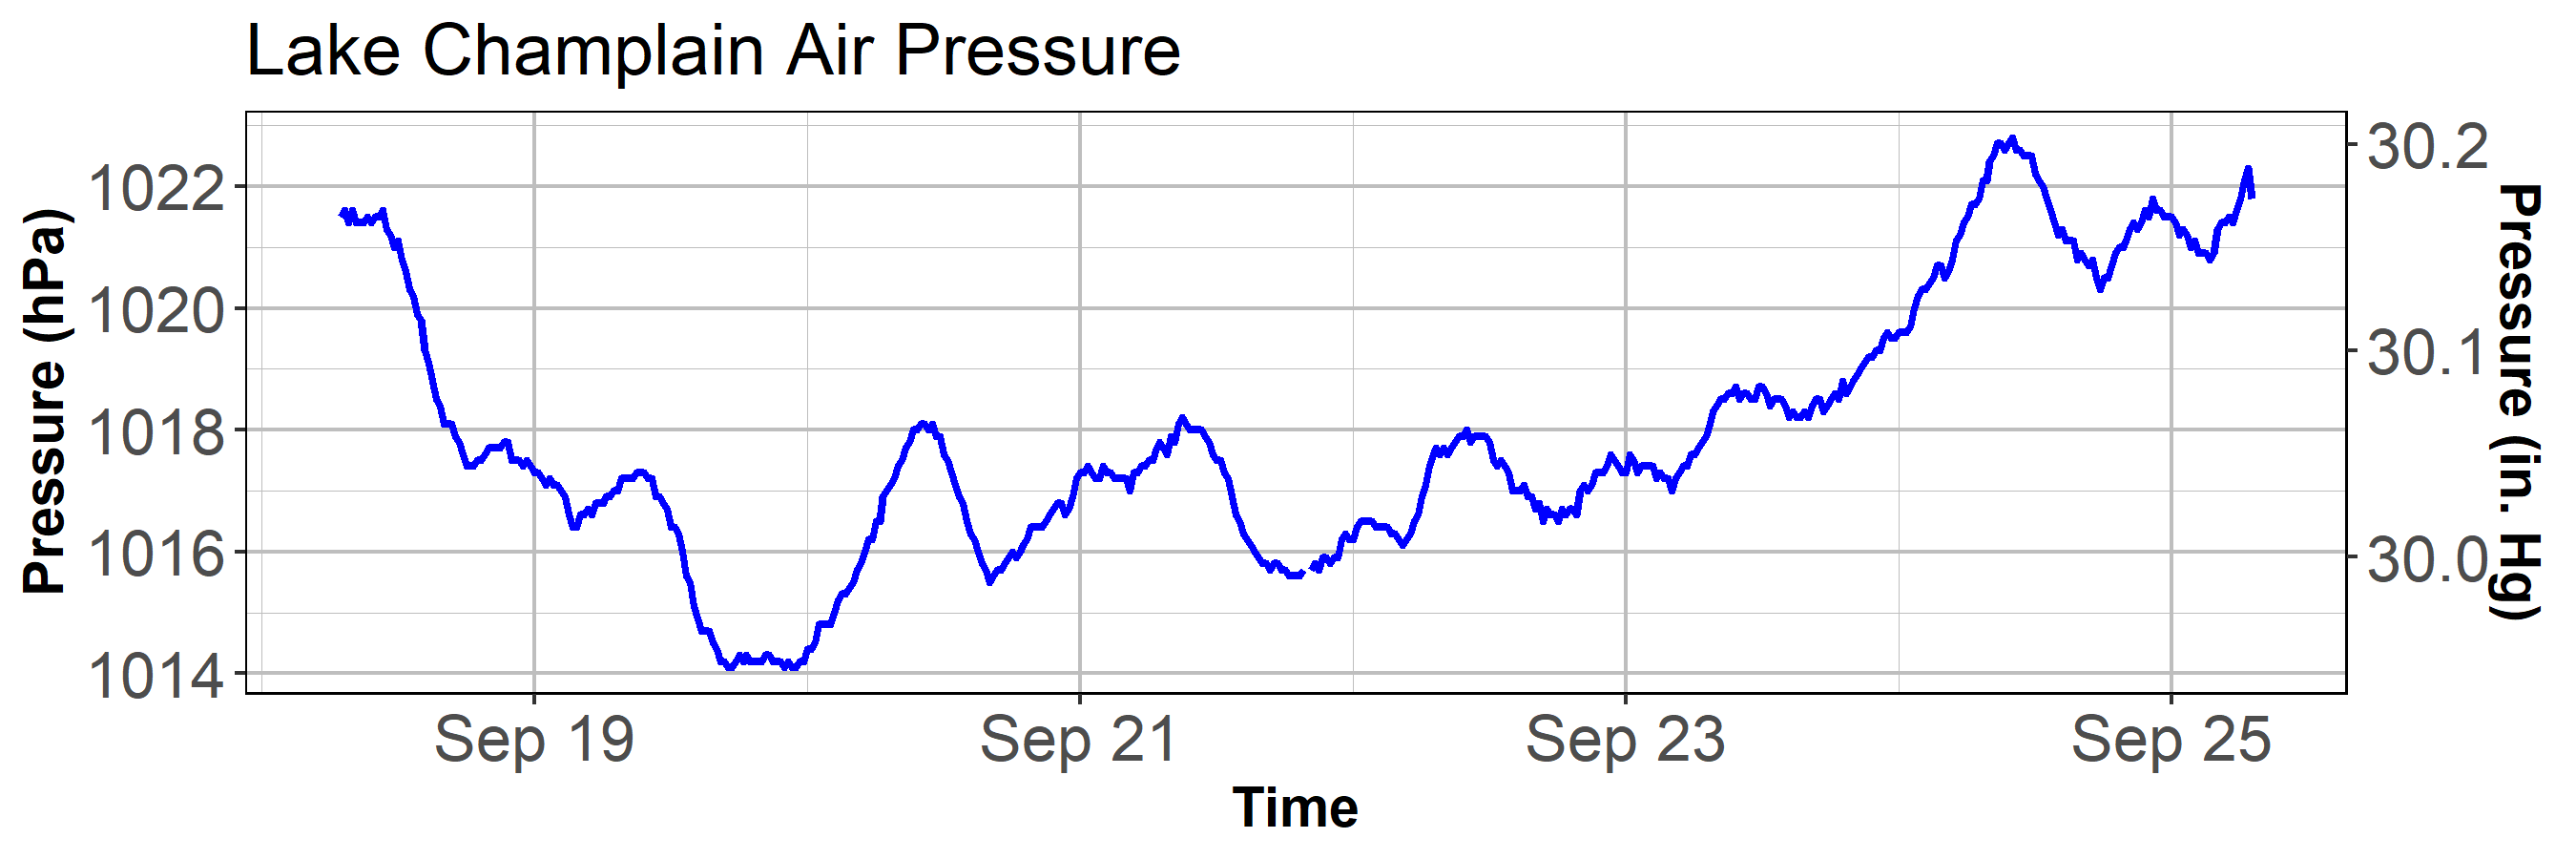 Lake Champlain Air Pressure
Pressure (hPa)
1022
1020
1018
1016
1014
30.2
30.1
30.0
Pressure (in. Hg)
Sep 19
Sep 21
Sep 23
Sep 25
Time